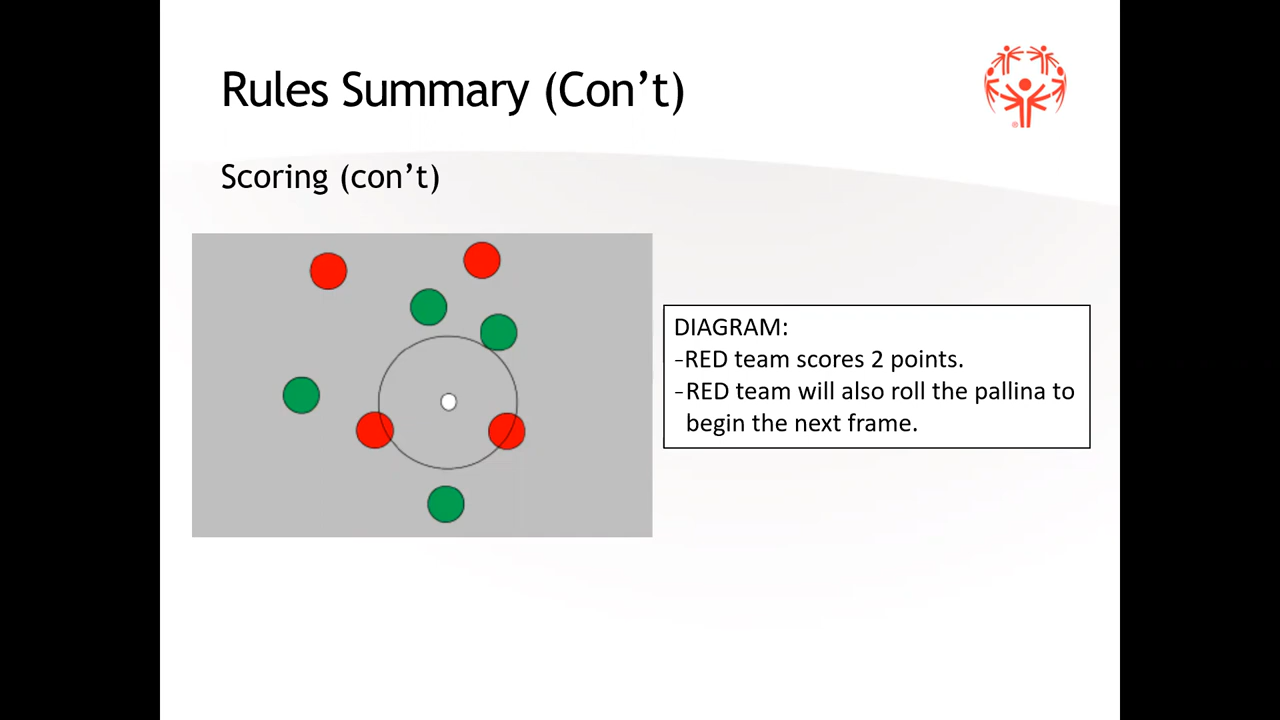 Rules Summary (Con’t)
Scoring (con’t)
DIAGRAM:
-RED team scores 2 points.
-RED team will also roll the pallina to
begin the next frame.
®